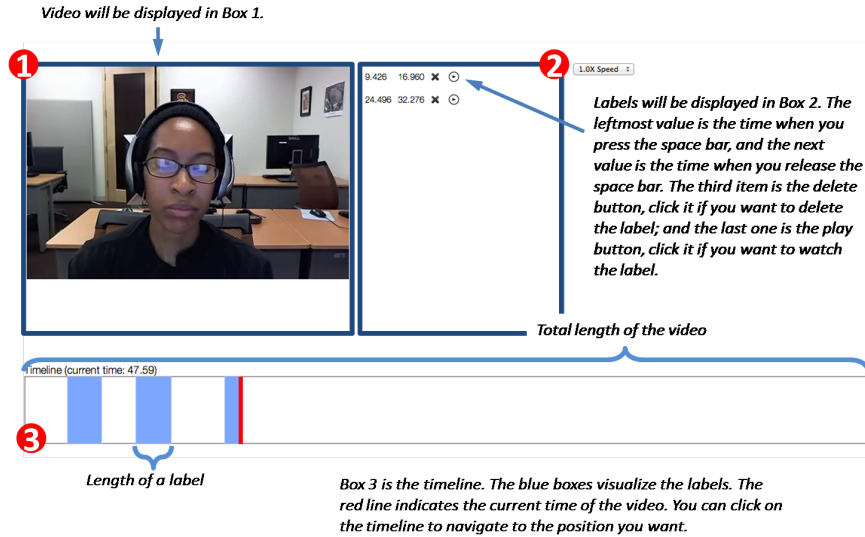 Video will be displayed in Box 1.
1
2
1.0X Speed
9.426 16.960
24.496 32.276
Labels will be displayed in Box 2. The
leftmost value is the time when you
press the space bar, and the next
value is the time when you release the
space bar. The third item is the delete
button, click it if you want to delete
the label; and the last one is the play
button, click it if you want to watch
the label.
Total length of the video
Timeline (current time: 47.59)
3
Length of a label
Box 3 is the timeline. The blue boxes visualize the labels. The
red line indicates the current time of the video. You can click on
the timeline to navigate to the position you want.